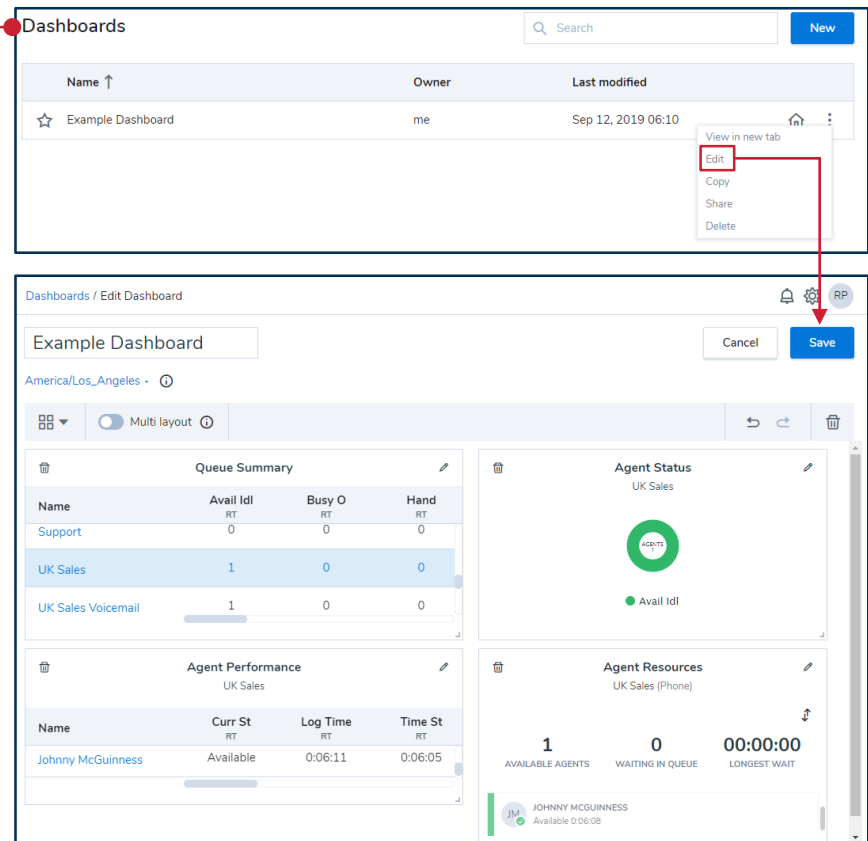 Dashboards
Search
New
Name ↑ Owner Last modified
Example Dashboard me Sep 12, 2019 06:10
View in new tab
Edit
Copy
Share
Delete
Dashboards / Edit Dashboard
RP
Example Dashboard
Cancel Save
America/Los_Angeles
Multi layout
Queue Summary
Name Avail Idl Busy O Hand
RT RT RT
Support 0 0 0
UK Sales 1 0 0
UK Sales Voicemail 1 0 0
Agent Status
UK Sales
AGENTS
1
Avail Idl
Agent Performance
UK Sales
Name Curr St Log Time Time St
RT RT RT
Johnny McGuinness Available 0:06:11 0:06:05
Agent Resources
UK Sales (Phone)
1 0 00:00:00
AVAILABLE AGENTS WAITING IN QUEUE LONGEST WAIT
JM JOHNNY MCGUINNESS
Available 0:06:08